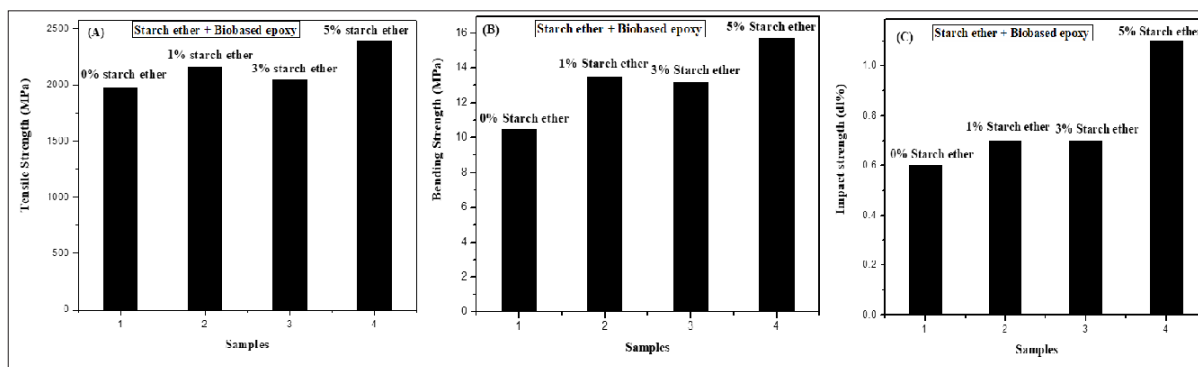 (A)
Starch ether + Biobased epoxy
2500
2000
1500
1000
500
0
0% starch ether
1% starch ether
3% starch ether
5% starch ether
Tensile Strength (MPa)
1
2
3
4
Samples
(B)
Starch ether + Biobased epoxy
16
14
12
10
8
6
4
2
0
0% Starch ether
1% Starch ether
3% Starch ether
5% Starch ether
Bending Strength (MPa)
1
2
3
4
Samples
(C)
Starch ether + Biobased epoxy
1.0
0.8
0.6
0.4
0.2
0.0
0% Starch ether
1% Starch ether
3% Starch ether
5% Starch ether
Impact strength (dI%)
1
2
3
4
Samples